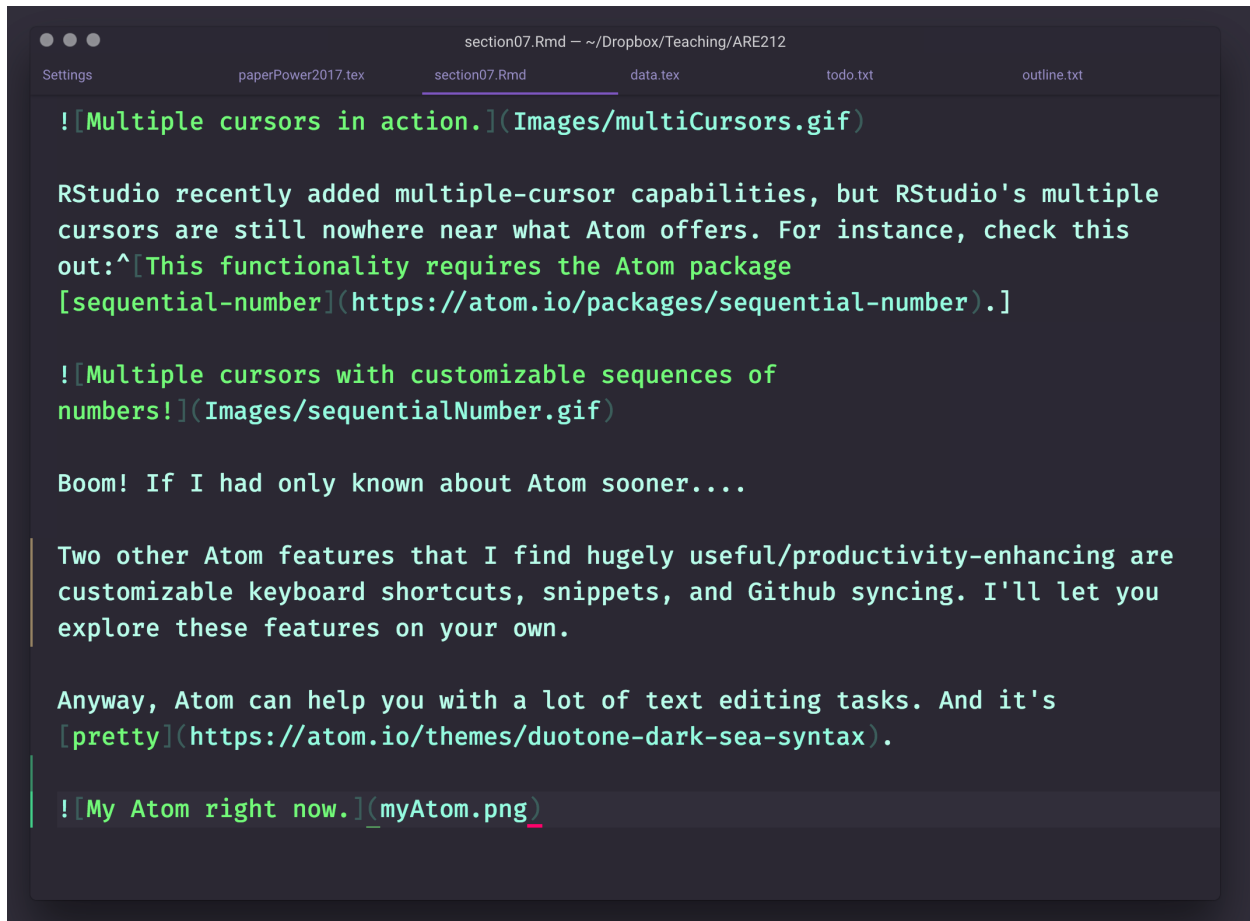 section07.Rmd — ~/Dropbox/Teaching/ARE212
Settings paperPower2017.tex section07.Rmd data.tex todo.txt outline.txt
![Multiple cursors in action.](Images/multiCursors.gif)
RStudio recently added multiple-cursor capabilities, but RStudio's multiple
cursors are still nowhere near what Atom offers. For instance, check this
out:^[This functionality requires the Atom package
[sequential-number](https://atom.io/packages/sequential-number).]
![Multiple cursors with customizable sequences of
numbers!](Images/sequentialNumber.gif)
Boom! If I had only known about Atom sooner....
Two other Atom features that I find hugely useful/productivity-enhancing are
customizable keyboard shortcuts, snippets, and Github syncing. I'll let you
explore these features on your own.
Anyway, Atom can help you with a lot of text editing tasks. And it's
[pretty](https://atom.io/themes/duotone-dark-sea-syntax).
![My Atom right now.](myAtom.png)